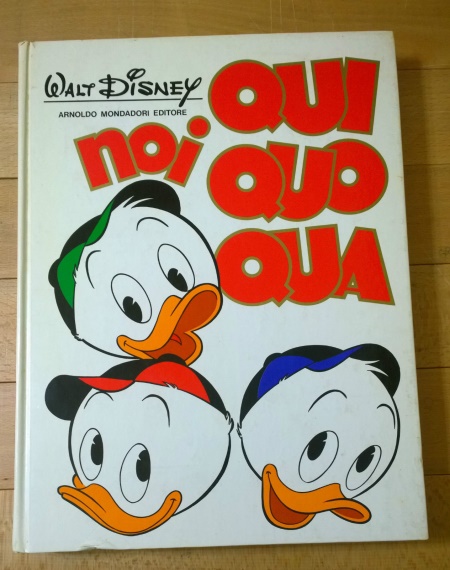 WALT DISNEY
ARNOLDO MONDADORI EDITORE
noi QUI
QUO
QUA